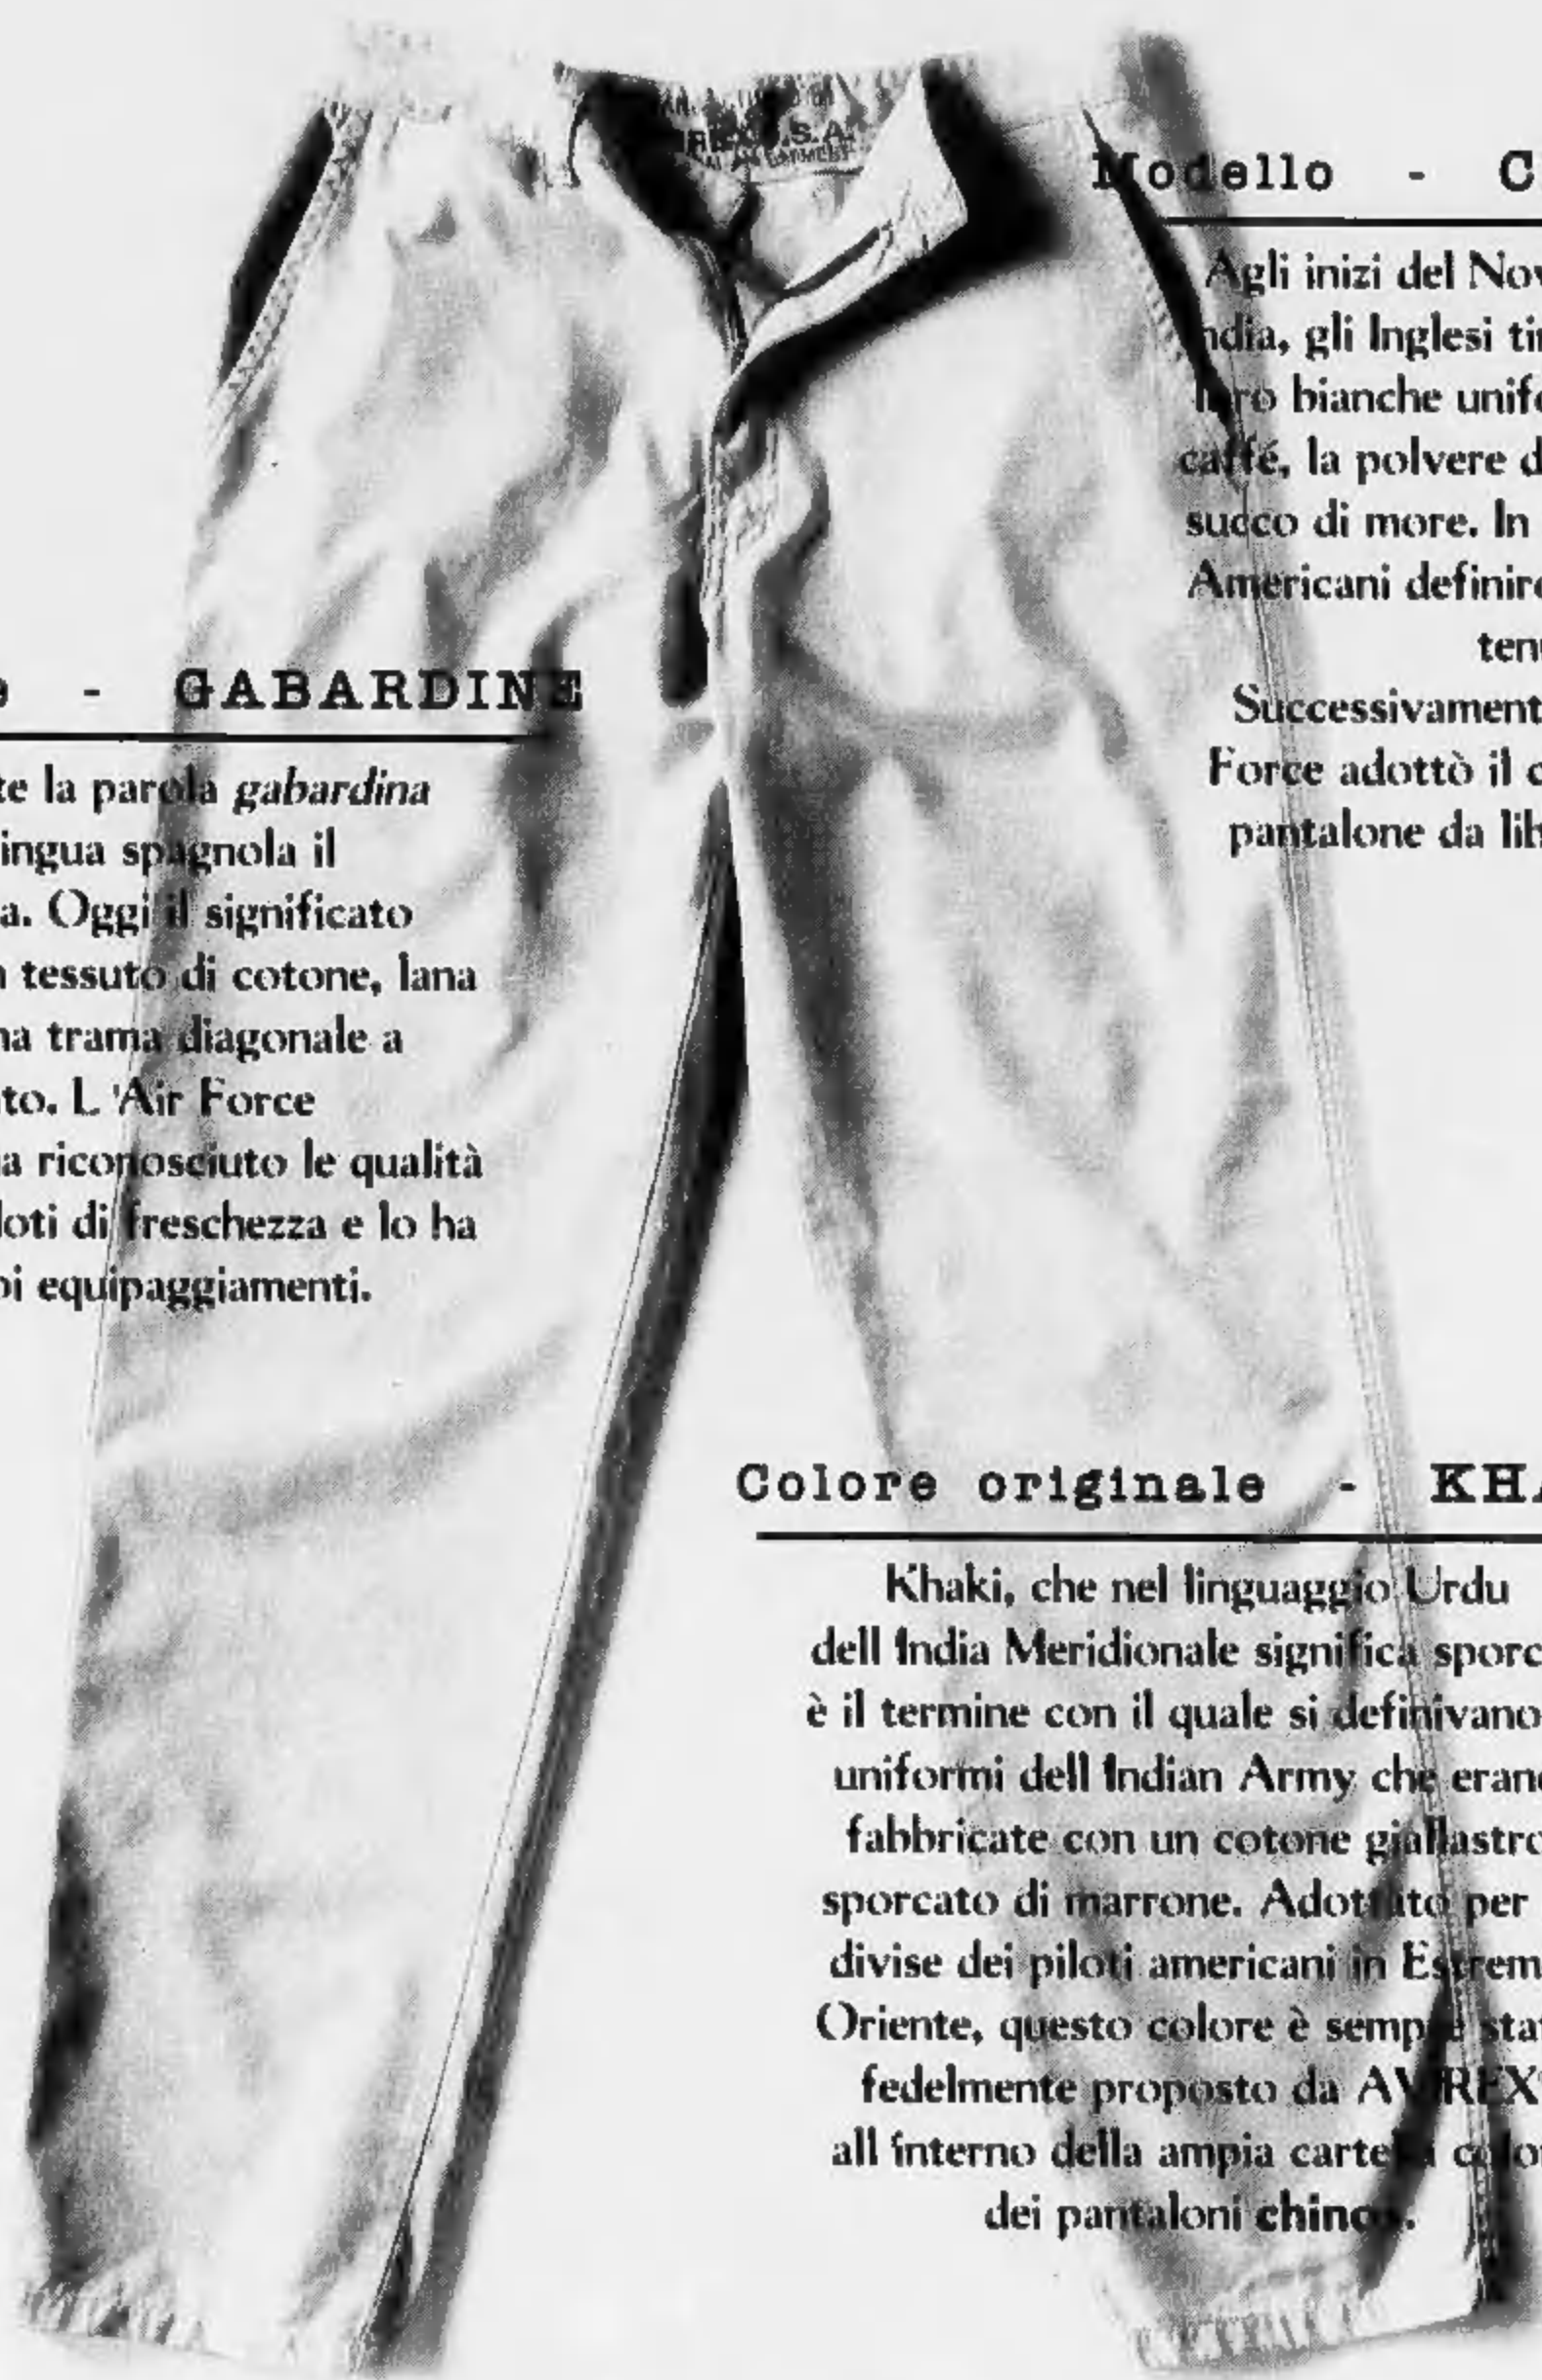 .S.A.
Modello - C
Agli inizi del Nov
ndia, gli Inglesi tin
loro bianche unifo
caffé, la polvere d
succo di more. In
Americani definiro
tenu
Successivament
Force adottò il c
pantalone da lib
o - GABARDINE
te la parola gabardina
ingua spagnola il
a. Oggi il significato
n tessuto di cotone, lana
na trama diagonale a
to. L'Air Force
a riconosciuto le qualità
loti di freschezza e lo ha
oi equipaggiamenti.
Colore originale - KHA
Khaki, che nel linguaggio Urdu
dell India Meridionale significa sporc
è il termine con il quale si definivano
uniformi dell Indian Army che erano
fabbricate con un cotone giallastro
sporcato di marrone. Adottato per
divise dei piloti americani in Estrem
Oriente, questo colore è sempre stat
fedelmente proposto da AVIREX
all interno della ampia cartella color
dei pantaloni chinos.